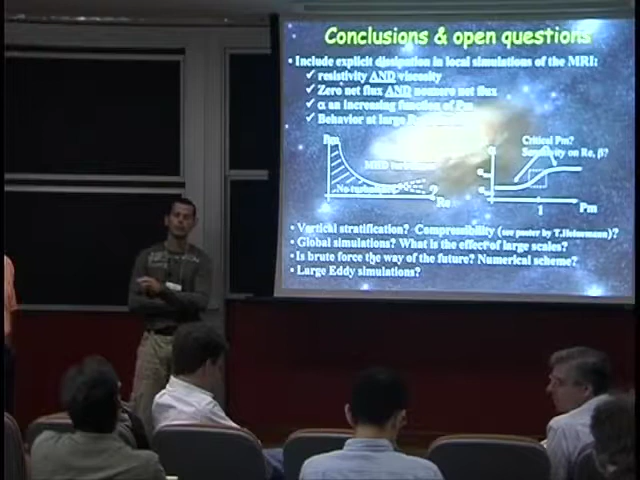 Conclusions & open questions
• Include explicit dissipation in local simulations of the MRI:
✓ resistivity AND viscosity
✓ Zero net flux AND nonzero net flux
✓ α an increasing function of Pm
✓ Behavior at large
Pm
MHD
No
?
Re
Critical Pm?
Sensitivity on Re, β?
α
1
Pm
• Vertical stratification? Compressibility (see poster by T.Heinemann)?
• Global simulations? What is the effect of large scales?
• Is brute force the way of the future? Numerical scheme?
• Large Eddy simulations?